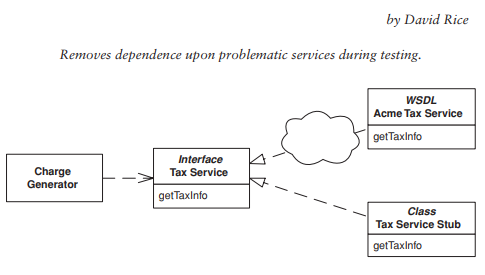 by David Rice
Removes dependence upon problematic services during testing.
WSDL
Acme Tax Service
getTaxInfo
Interface
Tax Service
getTaxInfo
Charge
Generator
Class
Tax Service Stub
getTaxInfo